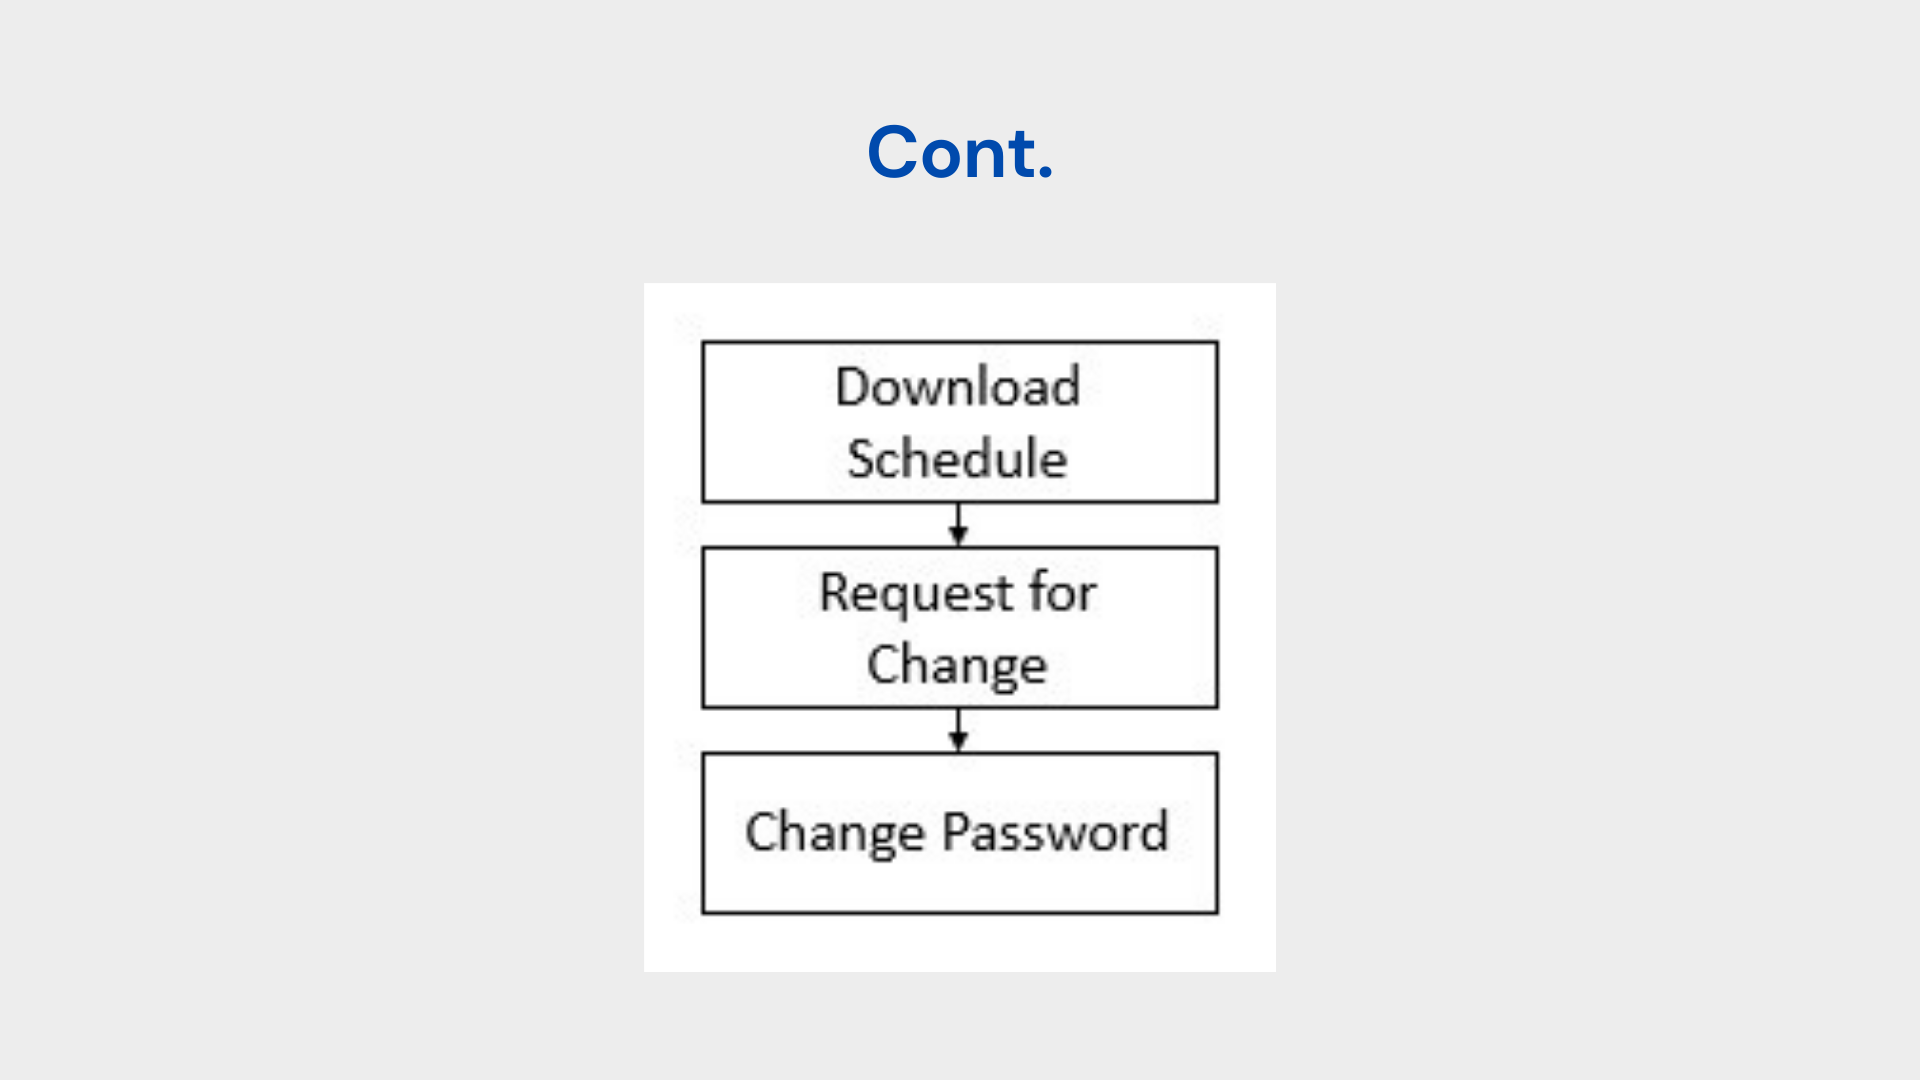 Cont.
Download
Schedule
Request for
Change
Change Password